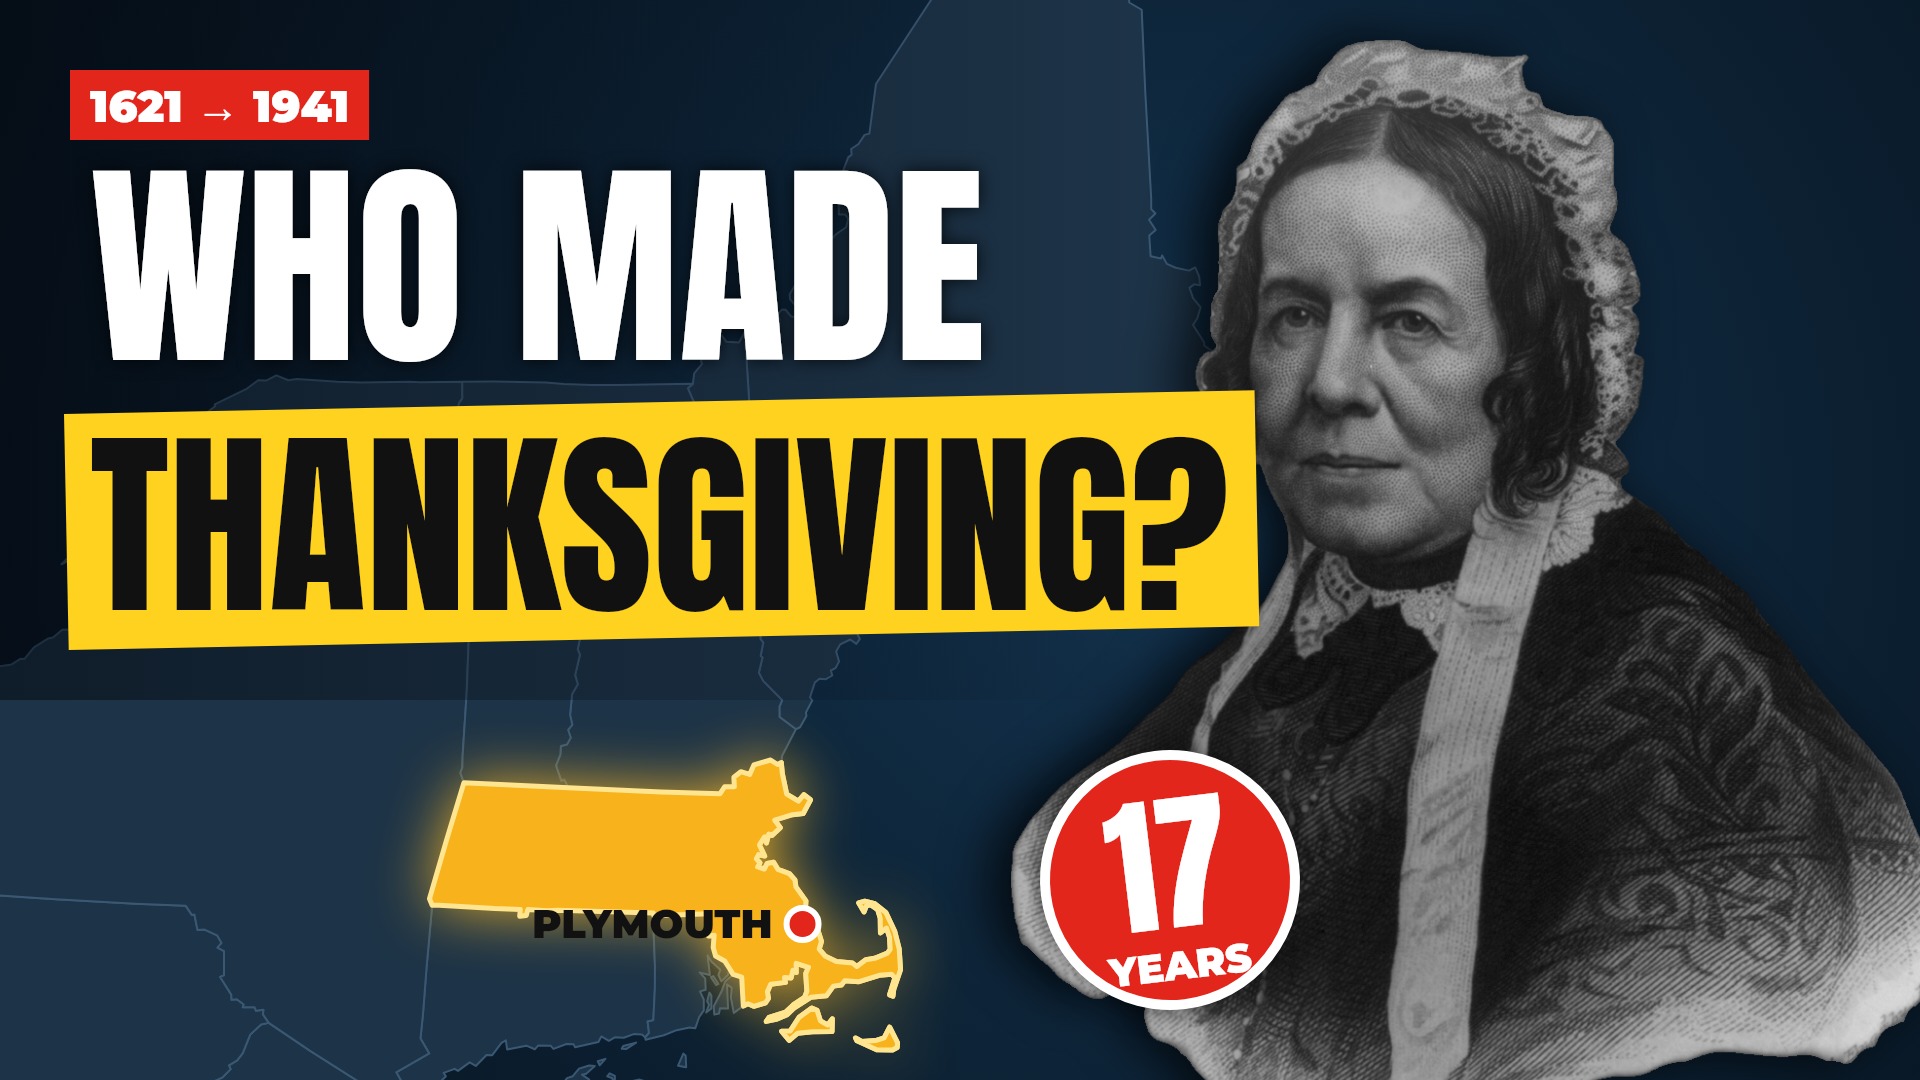 1621 → 1941
WHO MADE
THANKSGIVING?
PLYMOUTH
17
YEARS